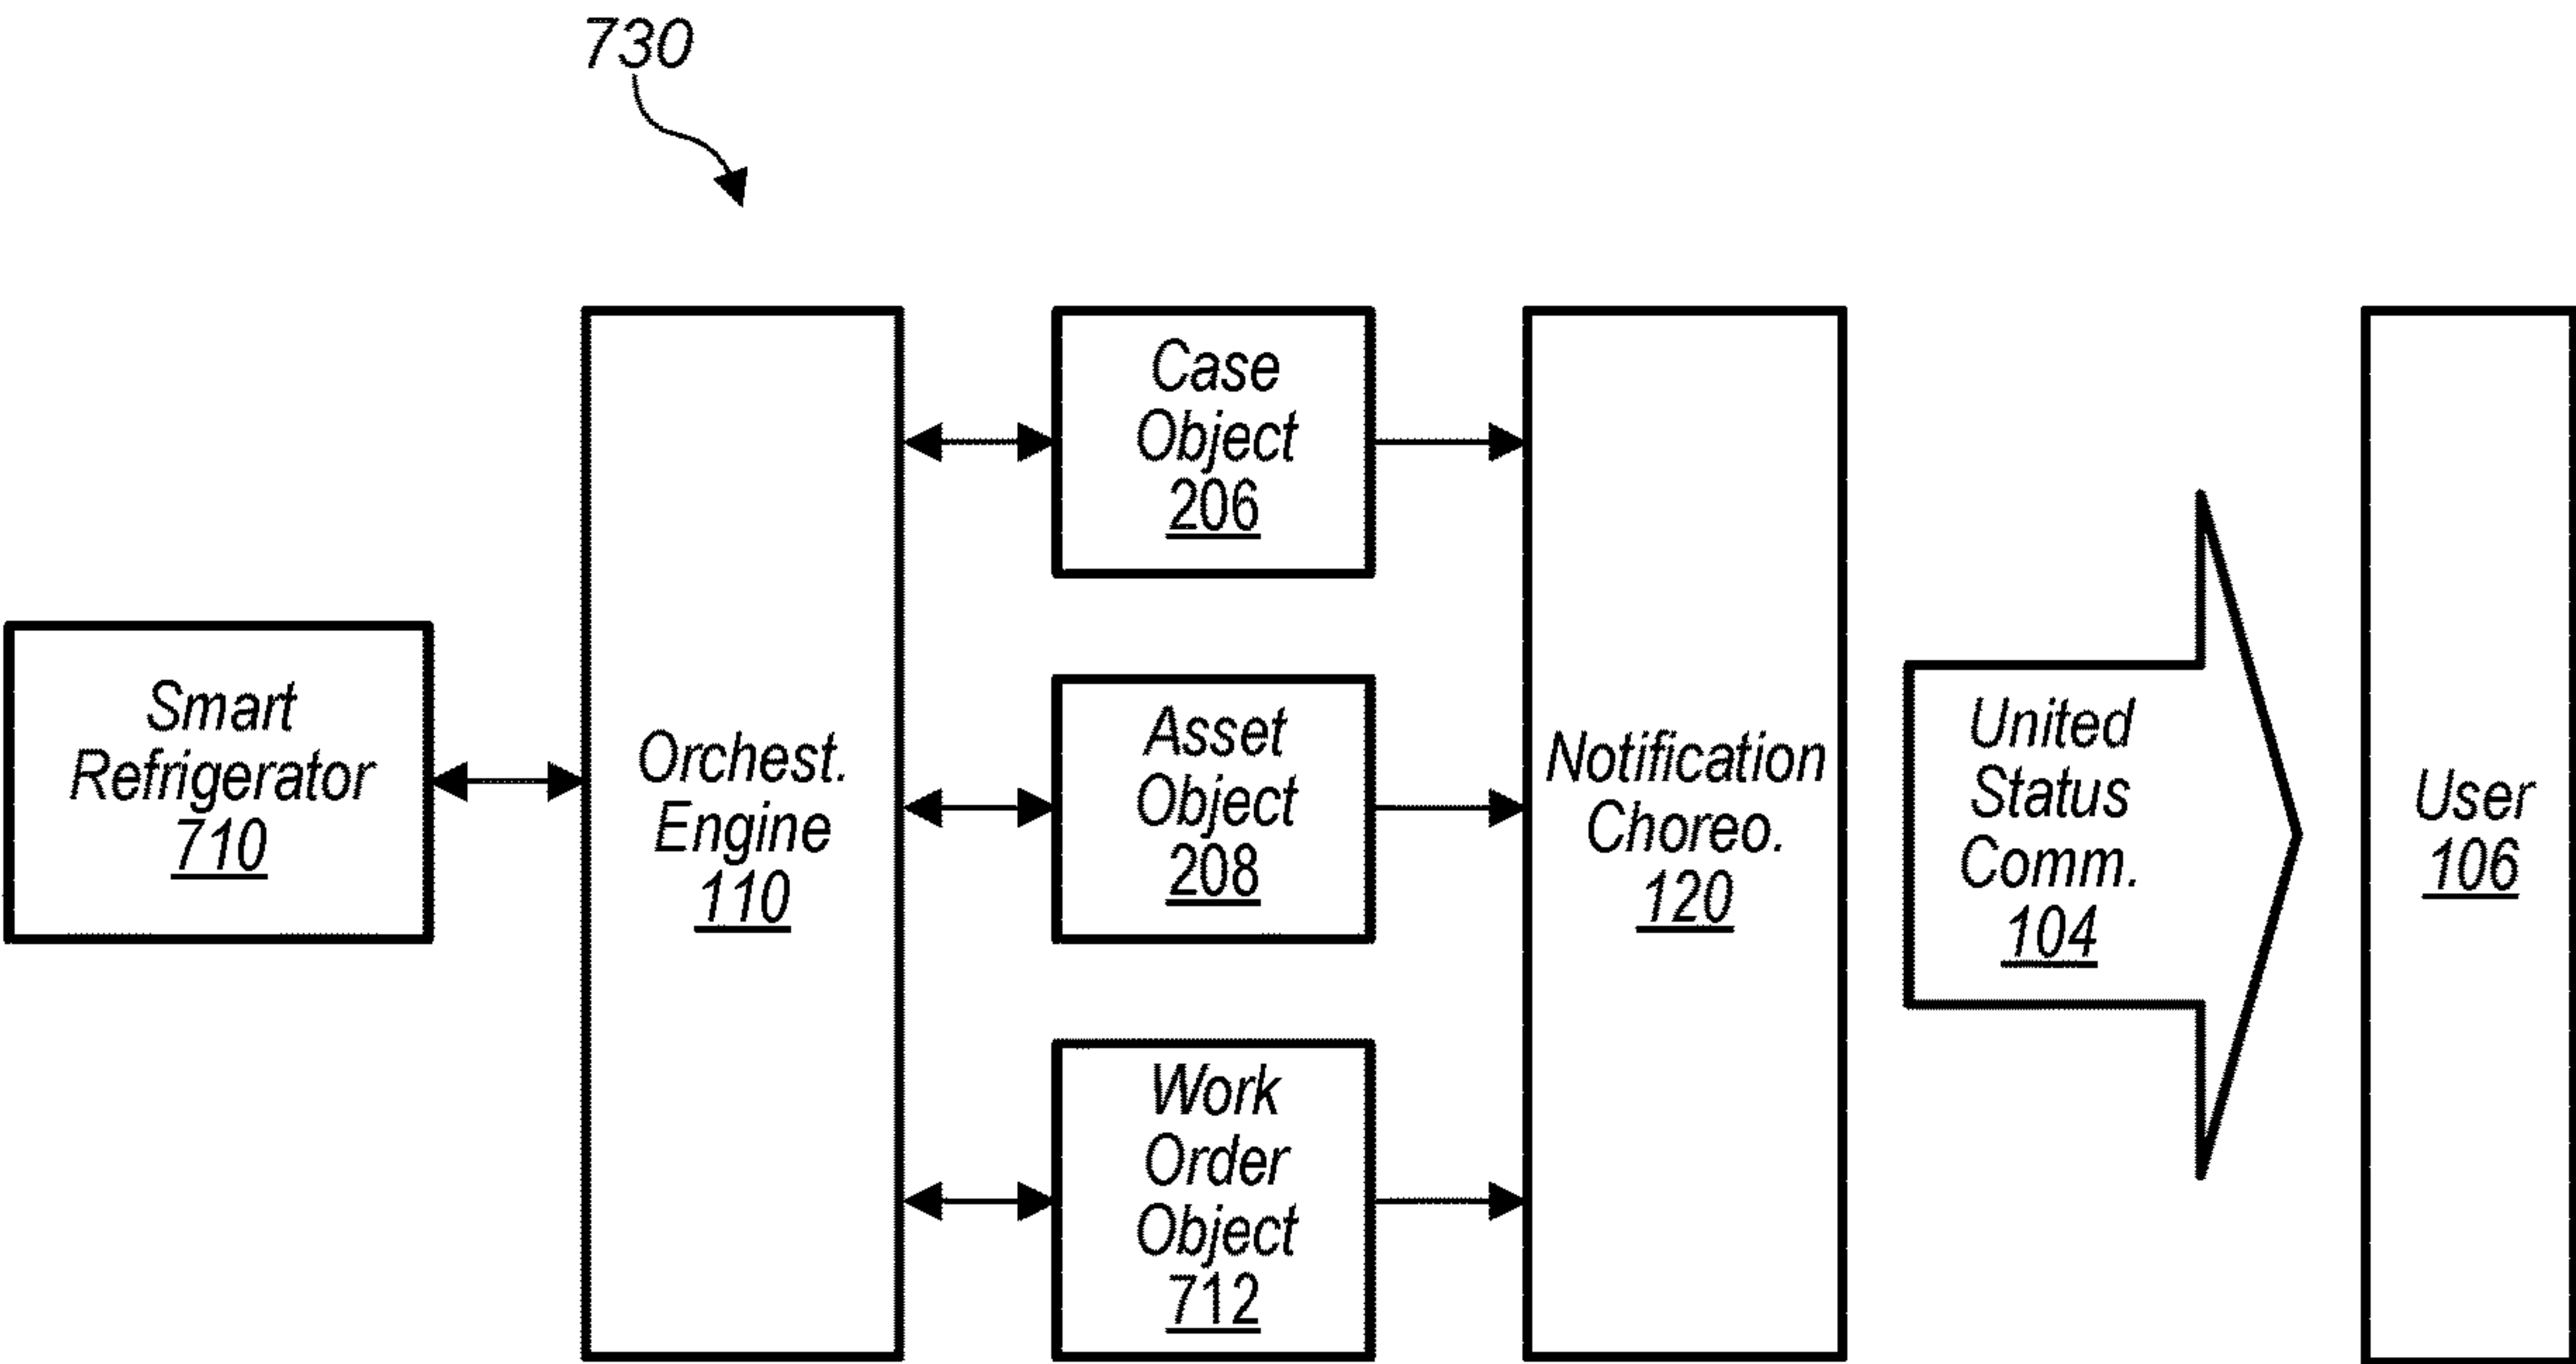 730
Smart
Refrigerator
710
Orchest.
Engine
110
Case
Object
206
Asset
Object
208
Work
Order
Object
712
Notification
Choreo.
120
United
Status
Comm.
104
User
106